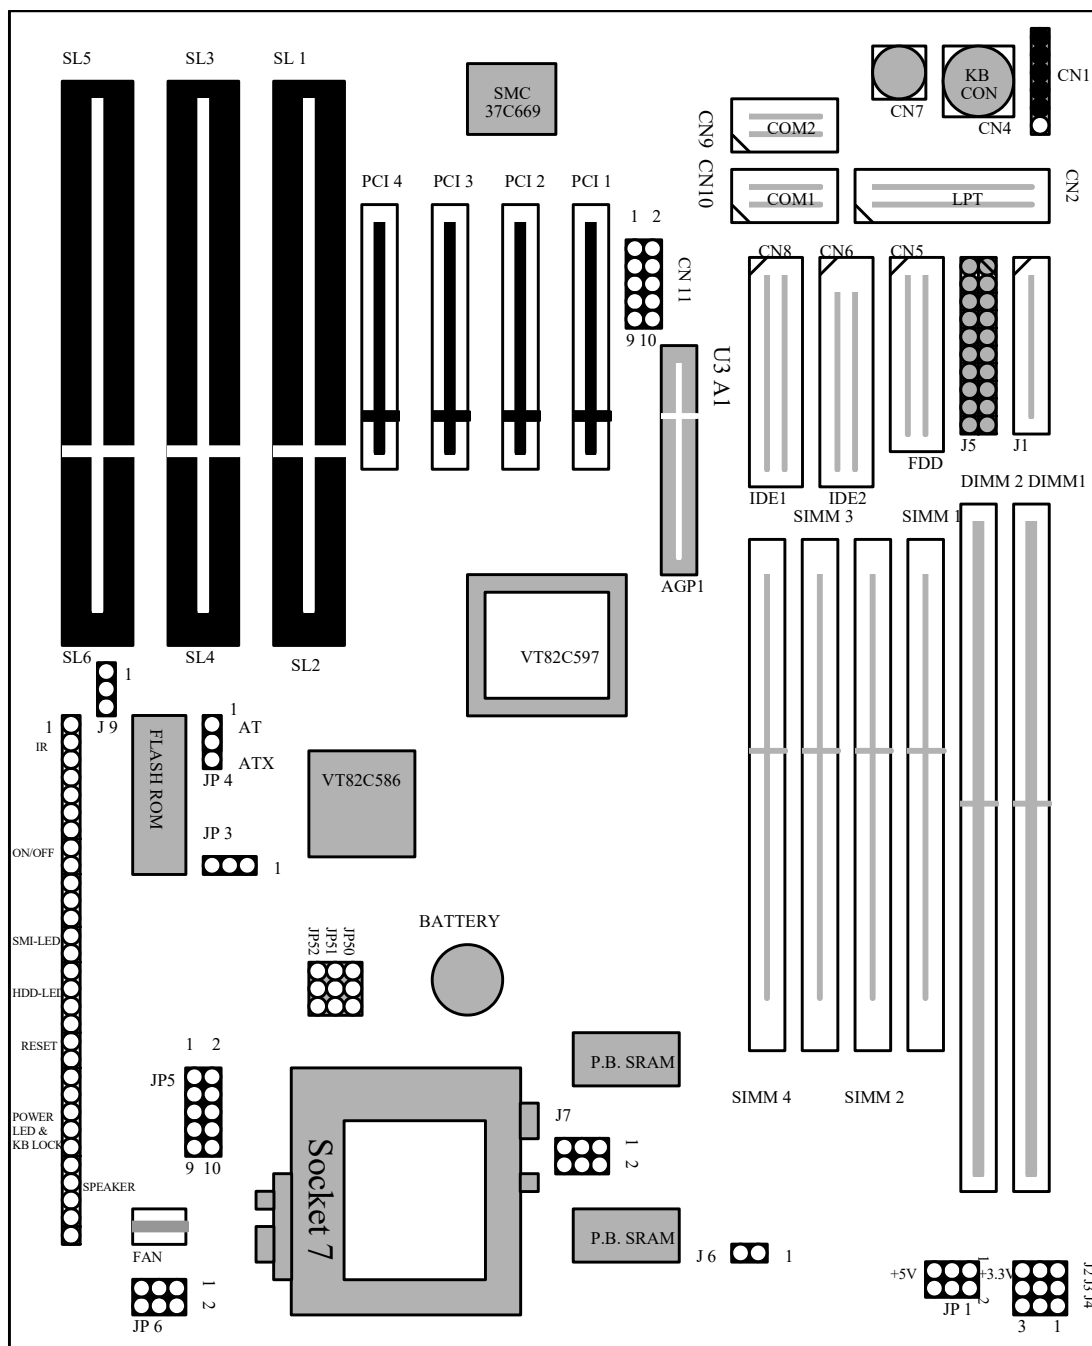 SL5
SL3
SL 1
SMC
37C669
KB
CON
CN1
CN7
CN4
CN9
COM2
CN10
COM1
LPT
CN2
PCI 4
PCI 3
PCI 2
PCI 1
1 2
CN 11
9 10
CN8
CN6
CN5
U3 A1
FDD
J5
J1
IDE1
IDE2
DIMM 2
DIMM1
SIMM 3
SIMM 1
AGP1
VT82C597
SL6
SL4
SL2
1
J 9
1
IR
1
AT
ATX
JP 4
FLASH ROM
VT82C586
JP 3
1
ON/OFF
BATTERY
SMI-LED
JP52
JP51
JP50
HDD-LED
RESET
1 2
JP5
9 10
P.B. SRAM
SIMM 4
SIMM 2
POWER
LED &
KB LOCK
J7
1
2
Socket 7
SPEAKER
FAN
P.B. SRAM
J 6
1
1
2
JP 6
+5V
1
2
+3.3V
JP 1
J2 J3 J4
3 1